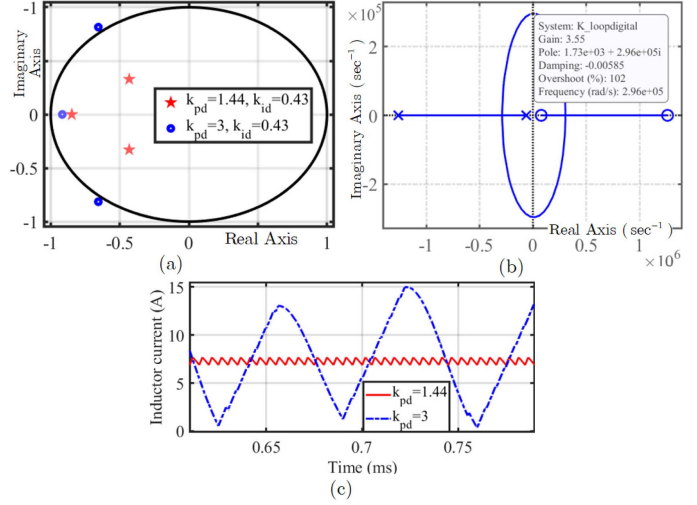 Imaginary
Axis
1
0
-0.5
-1
-1
-0.5
0
1
Real Axis
k_pd=1.44, k_id=0.43
k_pd=3, k_id=0.43
(a)
×10^5
2
0
-2
Imaginary Axis ( sec^-1)
System: K_loopdigital
Gain: 3.55
Pole: 1.73e+03 + 2.96e+05i
Damping: -0.00585
Overshoot (%): 102
Frequency (rad/s): 2.96e+05
Real Axis ( sec^-1)
-1
-0.5
0
0.5
1
×10^6
(b)
Inductor current (A)
15
10
5
0
k_pd=1.44
k_pd=3
0.65
0.7
0.75
Time (ms)
(c)